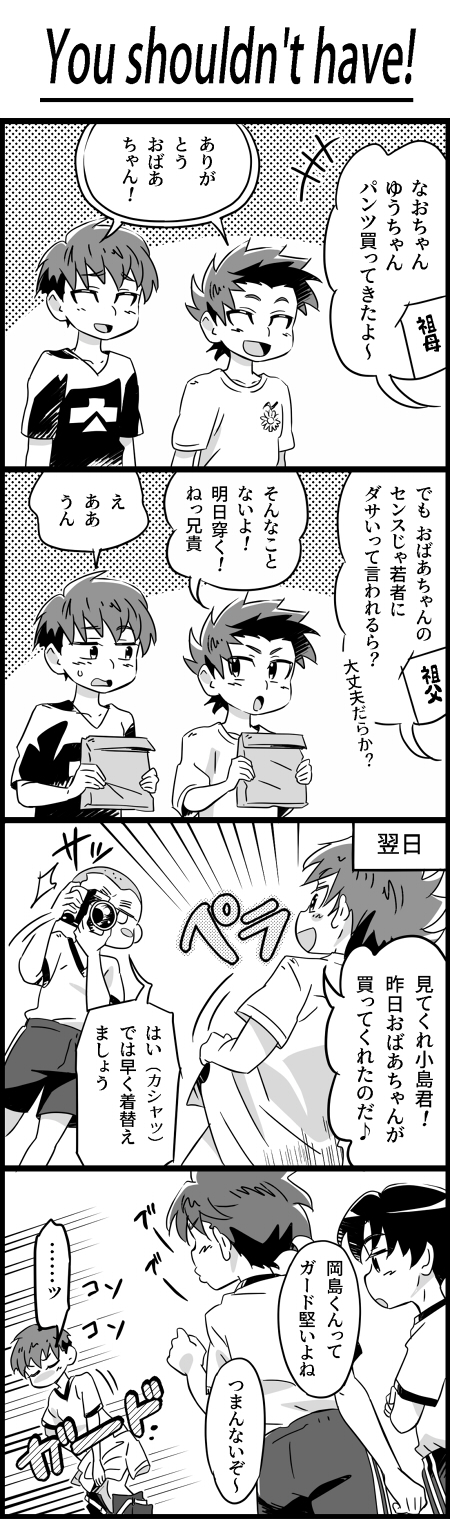 You shouldn't have!
なおちゃん
ゆうちゃん
パンツ買ってきたよ～
祖母
ありが
とう
おばあ
ちゃん！
でも おばあちゃんの
センスじゃ若者に
ダサいって言われるら？
大丈夫だらか？
祖父
そんなこと
ないよ！
明日穿く！
ねっ兄貴
え
ああ
うん
翌日
見てくれ小島君！
昨日おばあちゃんが
買ってくれたのだ♪
ペラ
ザッ
はい（カシャッ）
では早く着替え
ましょう
岡島くんって
ガード堅いよね
つまんないぞ～
ズッ
ズッ
コソ
コソ
……ッ
ガード